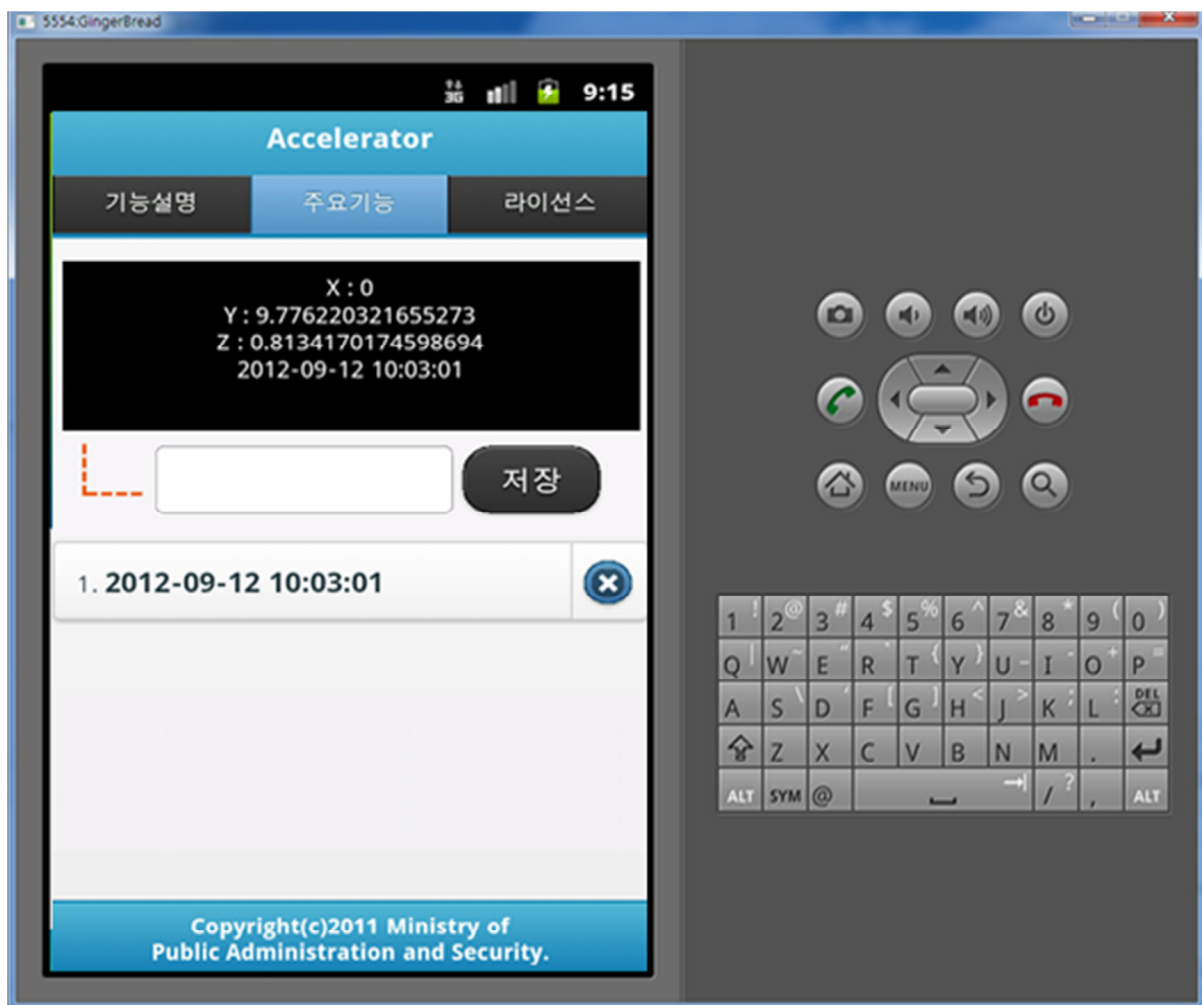 5554:GingerBread
3G 9:15
Accelerator
기능설명 주요기능 라이선스
X : 0
Y : 9.776220321655273
Z : 0.8134170174598694
2012-09-12 10:03:01
저장
1. 2012-09-12 10:03:01
Copyright(c)2011 Ministry of
Public Administration and Security.
MENU
1 ! 2 @ 3 # 4 $ 5 % 6 ^ 7 & 8 * 9 ( 0 )
Q | W ~ E " R ` T { Y } U _ I - O + P =
A S \ D ' F [ G ] H < J > K ; L : DEL
Z X C V B N M .
ALT SYM @ / ? , ALT